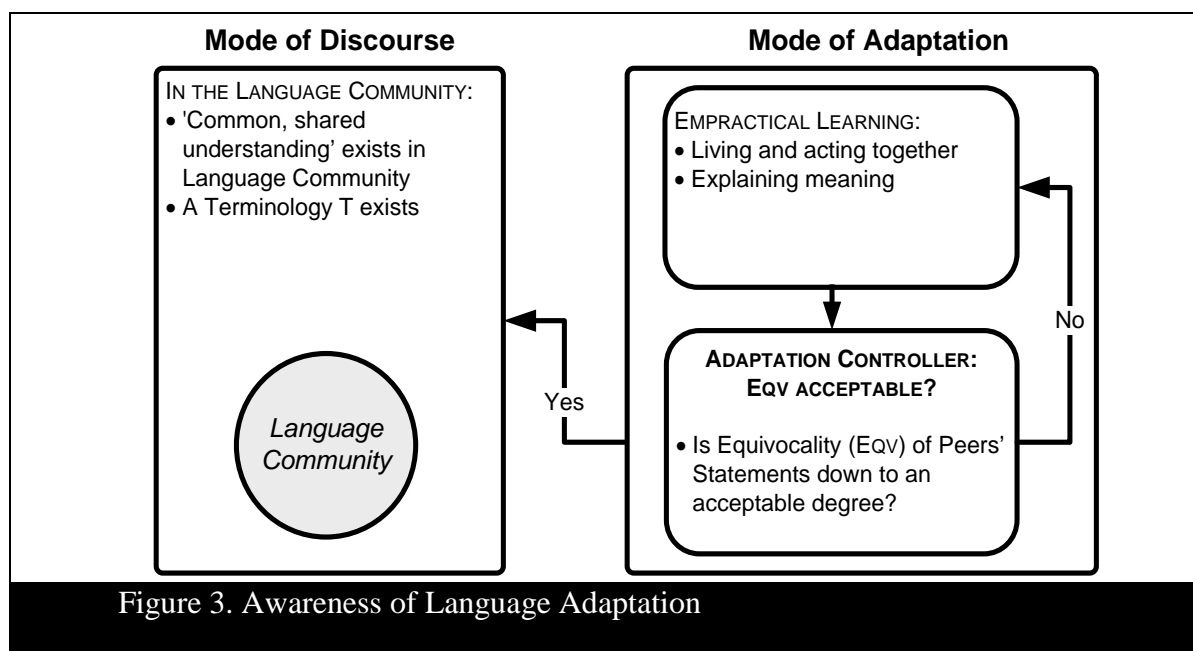 Mode of Discourse
IN THE LANGUAGE COMMUNITY:
• 'Common, shared
understanding’ exists in
Language Community
• A Terminology T exists
Language
Community
Yes
Mode of Adaptation
EMPRACTICAL LEARNING:
• Living and acting together
• Explaining meaning
ADAPTATION CONTROLLER:
EQV ACCEPTABLE?
• Is Equivocality (EQV) of Peers’
Statements down to an
acceptable degree?
No
Figure 3. Awareness of Language Adaptation